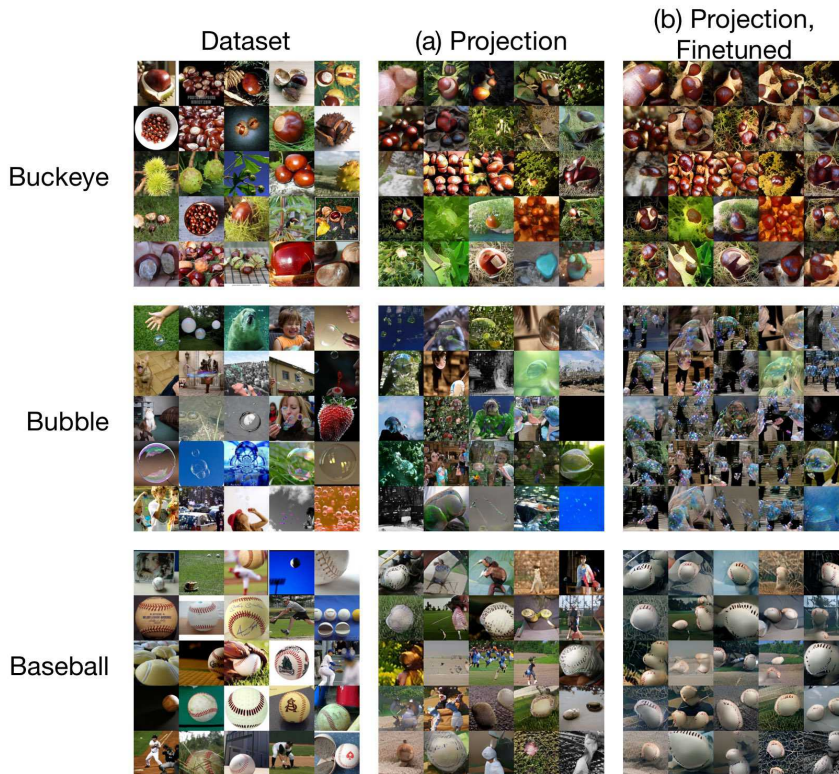 Dataset
(a) Projection
(b) Projection,
Finetuned
Buckeye
Bubble
Baseball